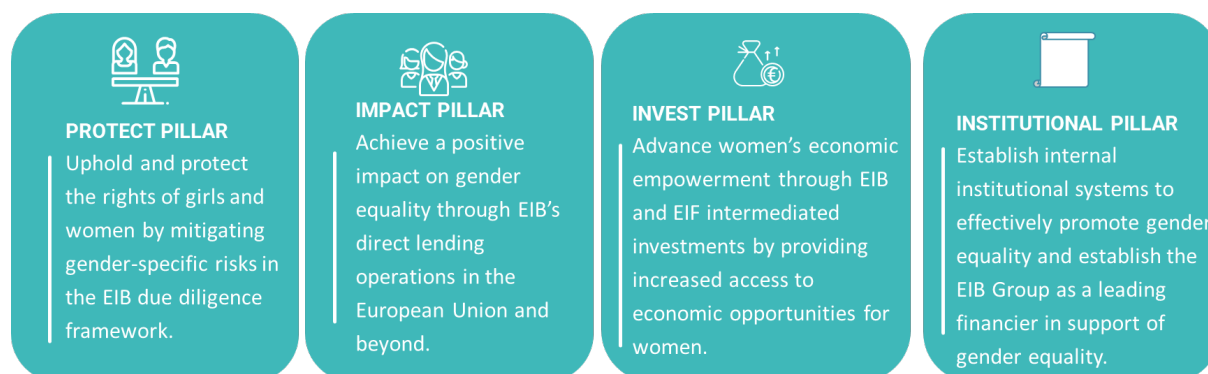 PROTECT PILLAR
Uphold and protect
the rights of girls and
women by mitigating
gender-specific risks in
the EIB due diligence
framework.
IMPACT PILLAR
Achieve a positive
impact on gender
equality through EIB’s
direct lending
operations in the
European Union and
beyond.
INVEST PILLAR
Advance women’s economic
empowerment through EIB
and EIF intermediated
investments by providing
increased access to
economic opportunities for
women.
INSTITUTIONAL PILLAR
Establish internal
institutional systems to
effectively promote gender
equality and establish the
EIB Group as a leading
financier in support of
gender equality.